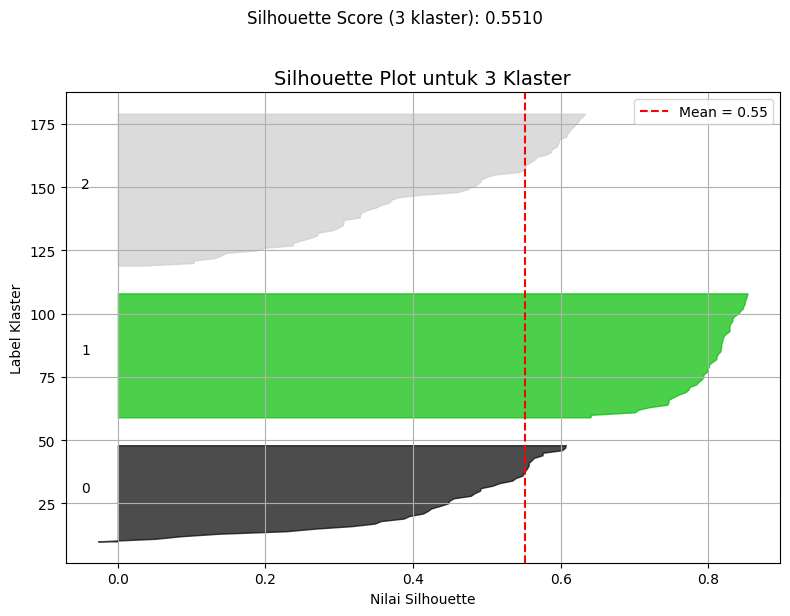 Silhouette Score (3 klaster): 0.5510
Silhouette Plot untuk 3 Klaster
Mean = 0.55
175
150
125
100
75
50
25
2
1
0
Label Klaster
0.0 0.2 0.4 0.6 0.8
Nilai Silhouette